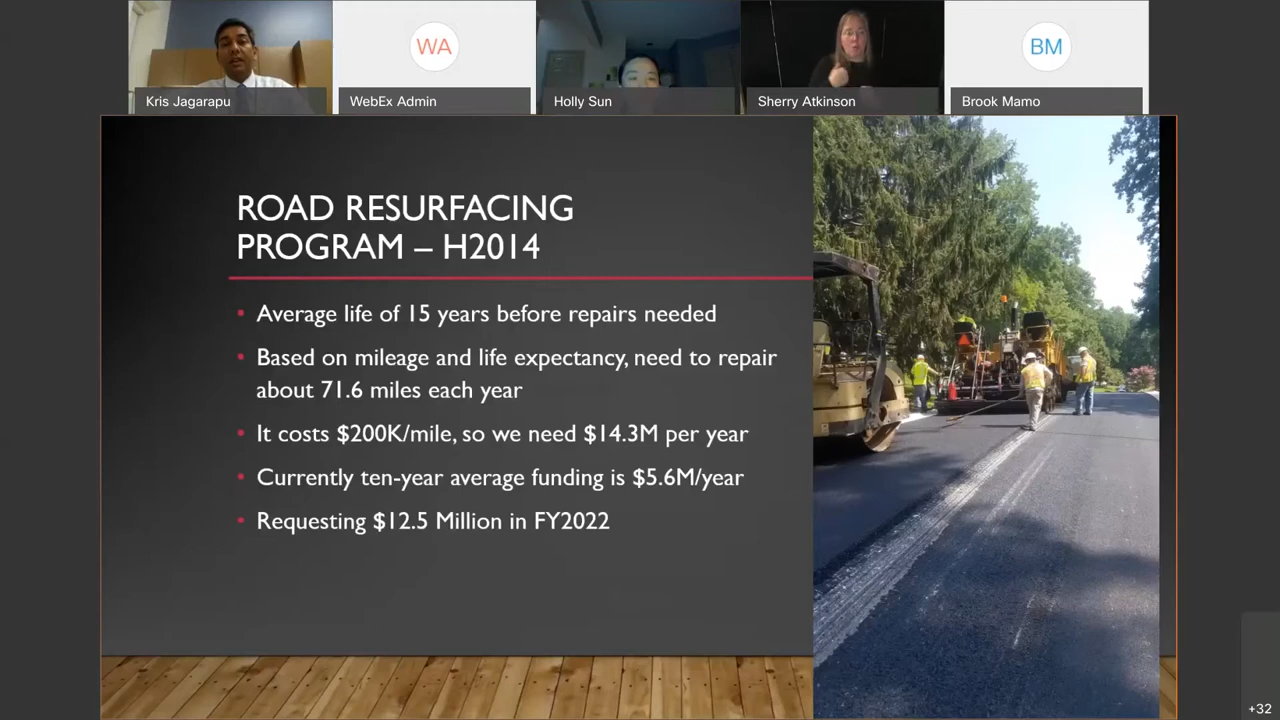 WA
BM
Kris Jagarapu
WebEx Admin
Holly Sun
Sherry Atkinson
Brook Mamo
ROAD RESURFACING
PROGRAM – H2014
• Average life of 15 years before repairs needed
• Based on mileage and life expectancy, need to repair
about 71.6 miles each year
• It costs $200K/mile, so we need $14.3M per year
• Currently ten-year average funding is $5.6M/year
• Requesting $12.5 Million in FY2022
+32